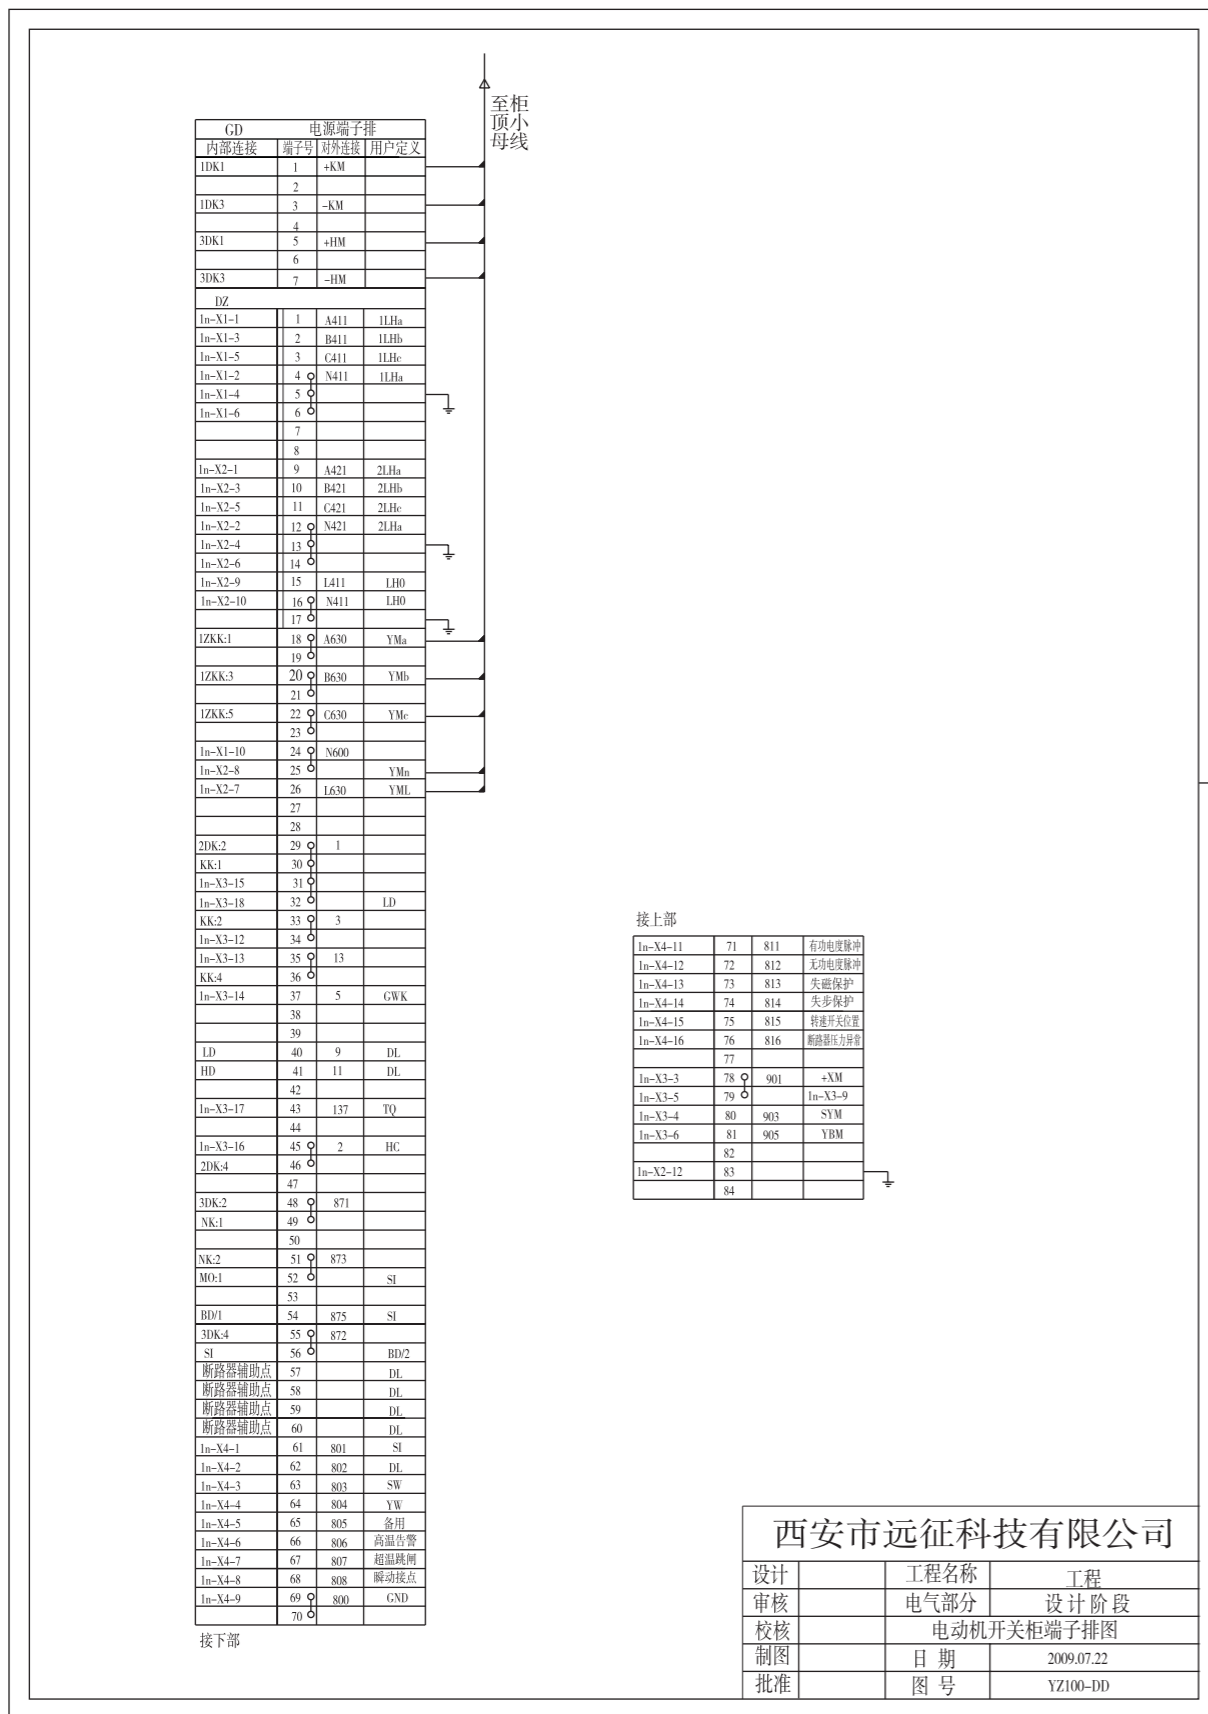 至柜
顶小
母线
GD 电源端子排
内部连接 端子号 对外连接 用户定义
1DK1 1 +KM
2
1DK3 3 -KM
4
3DK1 5 +HM
6
3DK3 7 -HM
DZ
1n-X1-1 1 A411 1LHa
1n-X1-3 2 B411 1LHb
1n-X1-5 3 C411 1LHc
1n-X1-2 4 N411 1LHa
1n-X1-4 5
1n-X1-6 6
7
8
1n-X2-1 9 A421 2LHa
1n-X2-3 10 B421 2LHb
1n-X2-5 11 C421 2LHc
1n-X2-2 12 N421 2LHa
1n-X2-4 13
1n-X2-6 14
1n-X2-9 15 L411 LH0
1n-X2-10 16 N411 LH0
17
1ZKK:1 18 A630 YMa
19
1ZKK:3 20 B630 YMb
21
1ZKK:5 22 C630 YMc
23
1n-X1-10 24 N600
1n-X2-8 25 YMn
1n-X2-7 26 L630 YML
27
28
2DK:2 29 1
KK:1 30
1n-X3-15 31
1n-X3-18 32 LD
KK:2 33 3
1n-X3-12 34
1n-X3-13 35 13
KK:4 36
1n-X3-14 37 5 GWK
38
39
LD 40 9 DL
HD 41 11 DL
42
1n-X3-17 43 137 TQ
44
1n-X3-16 45 2 HC
2DK:4 46
47
3DK:2 48 871
NK:1 49
50
NK:2 51 873
MO:1 52 SI
53
BD/1 54 875 SI
3DK:4 55 872
SI 56 BD/2
断路器辅助点 57 DL
断路器辅助点 58 DL
断路器辅助点 59 DL
断路器辅助点 60 DL
1n-X4-1 61 801 SI
1n-X4-2 62 802 DL
1n-X4-3 63 803 SW
1n-X4-4 64 804 YW
1n-X4-5 65 805 备用
1n-X4-6 66 806 高温告警
1n-X4-7 67 807 超温跳闸
1n-X4-8 68 808 瞬动接点
1n-X4-9 69 800 GND
70
接下部
接上部
1n-X4-11 71 811 有功电度脉冲
1n-X4-12 72 812 无功电度脉冲
1n-X4-13 73 813 失磁保护
1n-X4-14 74 814 失步保护
1n-X4-15 75 815 转速开关位置
1n-X4-16 76 816 断路器压力异常
77
1n-X3-3 78 901 +XM
1n-X3-5 79 1n-X3-9
1n-X3-4 80 903 SYM
1n-X3-6 81 905 YBM
82
1n-X2-12 83
84
西安市远征科技有限公司
设计 工程名称 工程
审核 电气部分 设计阶段
校核 电动机开关柜端子排图
制图 日 期 2009.07.22
批准 图 号 YZ100-DD